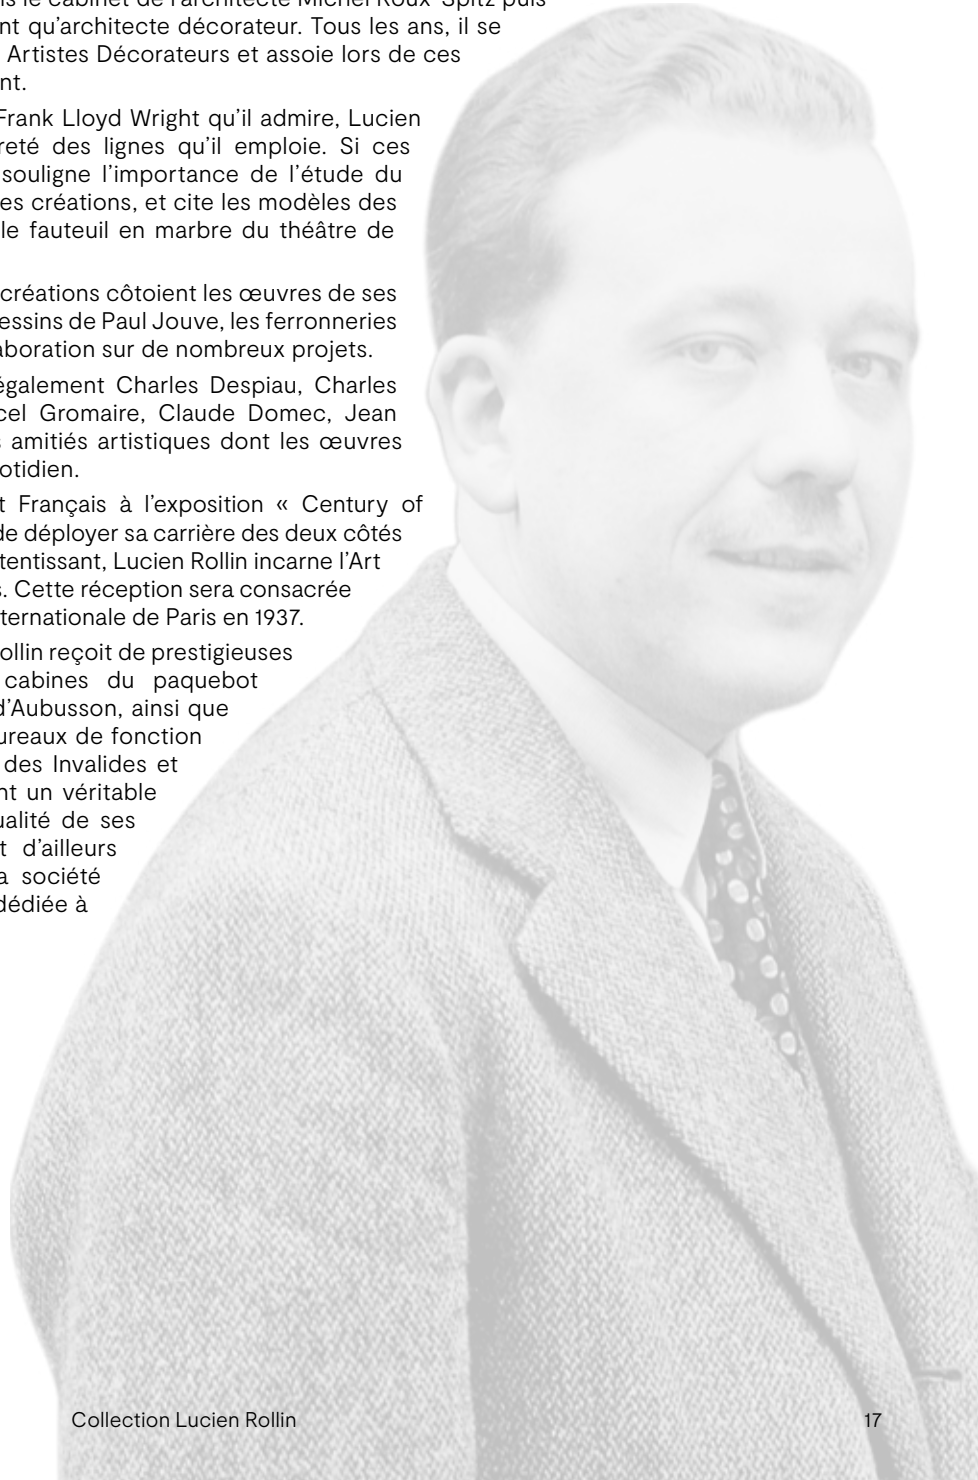 is le cabinet de l'architecte Michel Roux-Spitz puis
nt qu'architecte décorateur. Tous les ans, il se
Artistes Décorateurs et assoie lors de ces
nt.
Frank Lloyd Wright qu'il admire, Lucien
reté des lignes qu'il emploie. Si ces
souligne l'importance de l'étude du
es créations, et cite les modèles des
le fauteuil en marbre du théâtre de
créations côtoient les œuvres de ses
essins de Paul Jouve, les ferronneries
aboration sur de nombreux projets.
également Charles Despiau, Charles
cel Gromaire, Claude Domec, Jean
s amitiés artistiques dont les œuvres
otidien.
t Français à l'exposition « Century of
de déployer sa carrière des deux côtés
tentissant, Lucien Rollin incarne l'Art
s. Cette réception sera consacrée
ternationale de Paris en 1937.
ollin reçoit de prestigieuses
cabines du paquebot
d'Aubusson, ainsi que
ureaux de fonction
des Invalides et
nt un véritable
ualité de ses
t d'ailleurs
a société
dédiée à
Collection Lucien Rollin
17